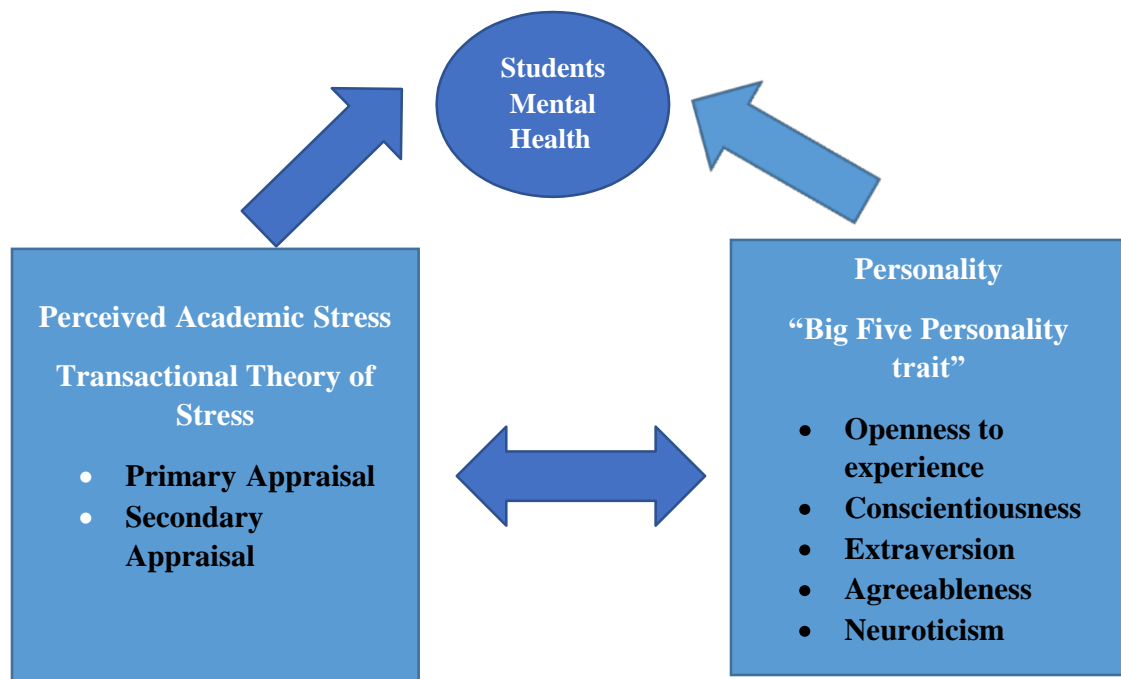 Students
Mental
Health
Perceived Academic Stress
Transactional Theory of
Stress
• Primary Appraisal
• Secondary
Appraisal
Personality
“Big Five Personality
trait”
• Openness to
experience
• Conscientiousness
• Extraversion
• Agreeableness
• Neuroticism